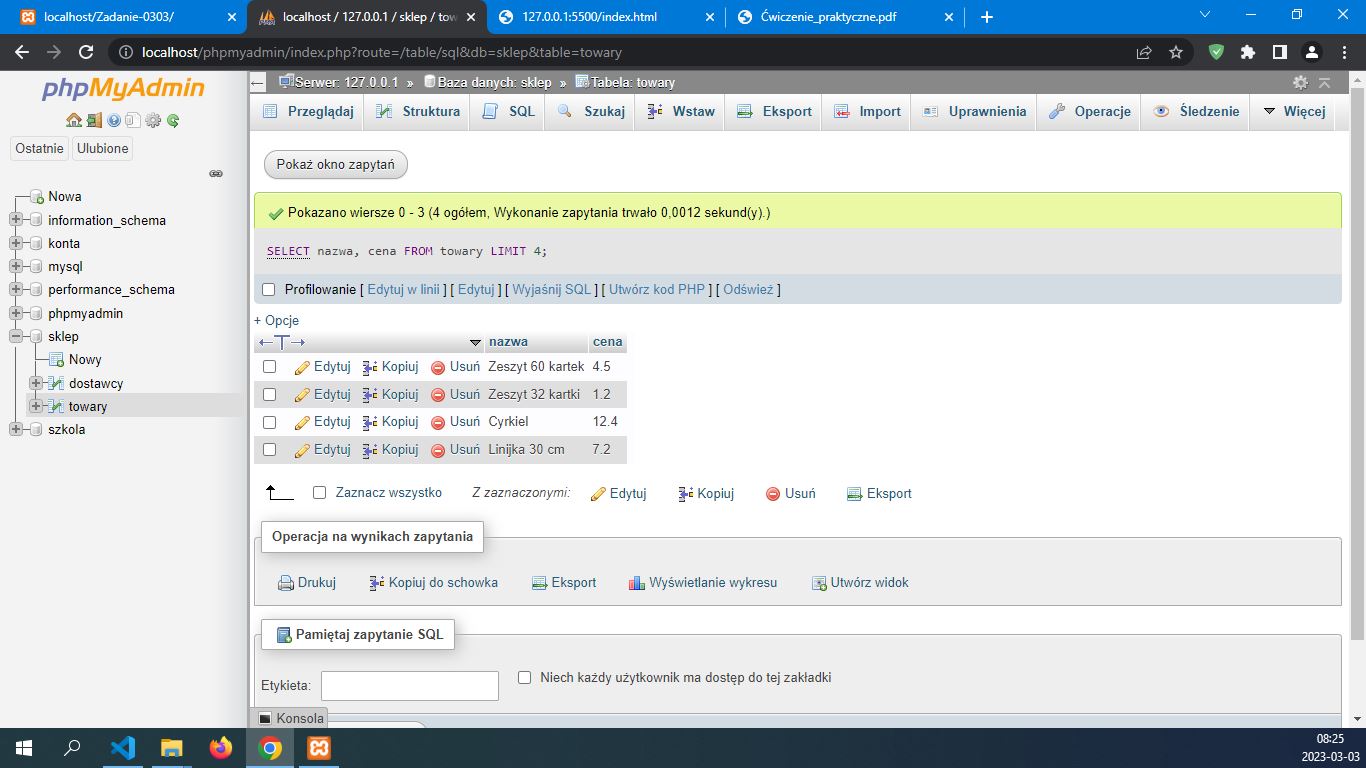 localhost/Zadanie-0303/
localhost / 127.0.0.1 / sklep / tow
127.0.0.1:5500/index.html
Ćwiczenie_praktyczne.pdf
localhost/phpmyadmin/index.php?route=/table/sql&db=sklep&table=towary
phpMyAdmin
Ostatnie Ulubione
Nowa
information_schema
konta
mysql
performance_schema
phpmyadmin
sklep
Nowy
dostawcy
towary
szkola
Serwer: 127.0.0.1 » Baza danych: sklep » Tabela: towary
Przeglądaj Struktura SQL Szukaj Wstaw Eksport Import Uprawnienia Operacje Śledzenie Więcej
Pokaż okno zapytań
Pokazano wiersze 0 - 3 (4 ogółem, Wykonanie zapytania trwało 0,0012 sekund(y).)
SELECT nazwa, cena FROM towary LIMIT 4;
Profilowanie [ Edytuj w linii ] [ Edytuj ] [ Wyjaśnij SQL ] [ Utwórz kod PHP ] [ Odśwież ]
+ Opcje
←T→ nazwa cena
Edytuj Kopiuj Usuń Zeszyt 60 kartek 4.5
Edytuj Kopiuj Usuń Zeszyt 32 kartki 1.2
Edytuj Kopiuj Usuń Cyrkiel 12.4
Edytuj Kopiuj Usuń Linijka 30 cm 7.2
Zaznacz wszystko Z zaznaczonymi: Edytuj Kopiuj Usuń Eksport
Operacja na wynikach zapytania
Drukuj Kopiuj do schowka Eksport Wyświetlanie wykresu Utwórz widok
Pamiętaj zapytanie SQL
Etykieta: Niech każdy użytkownik ma dostęp do tej zakładki
Konsola
08:25
2023-03-03